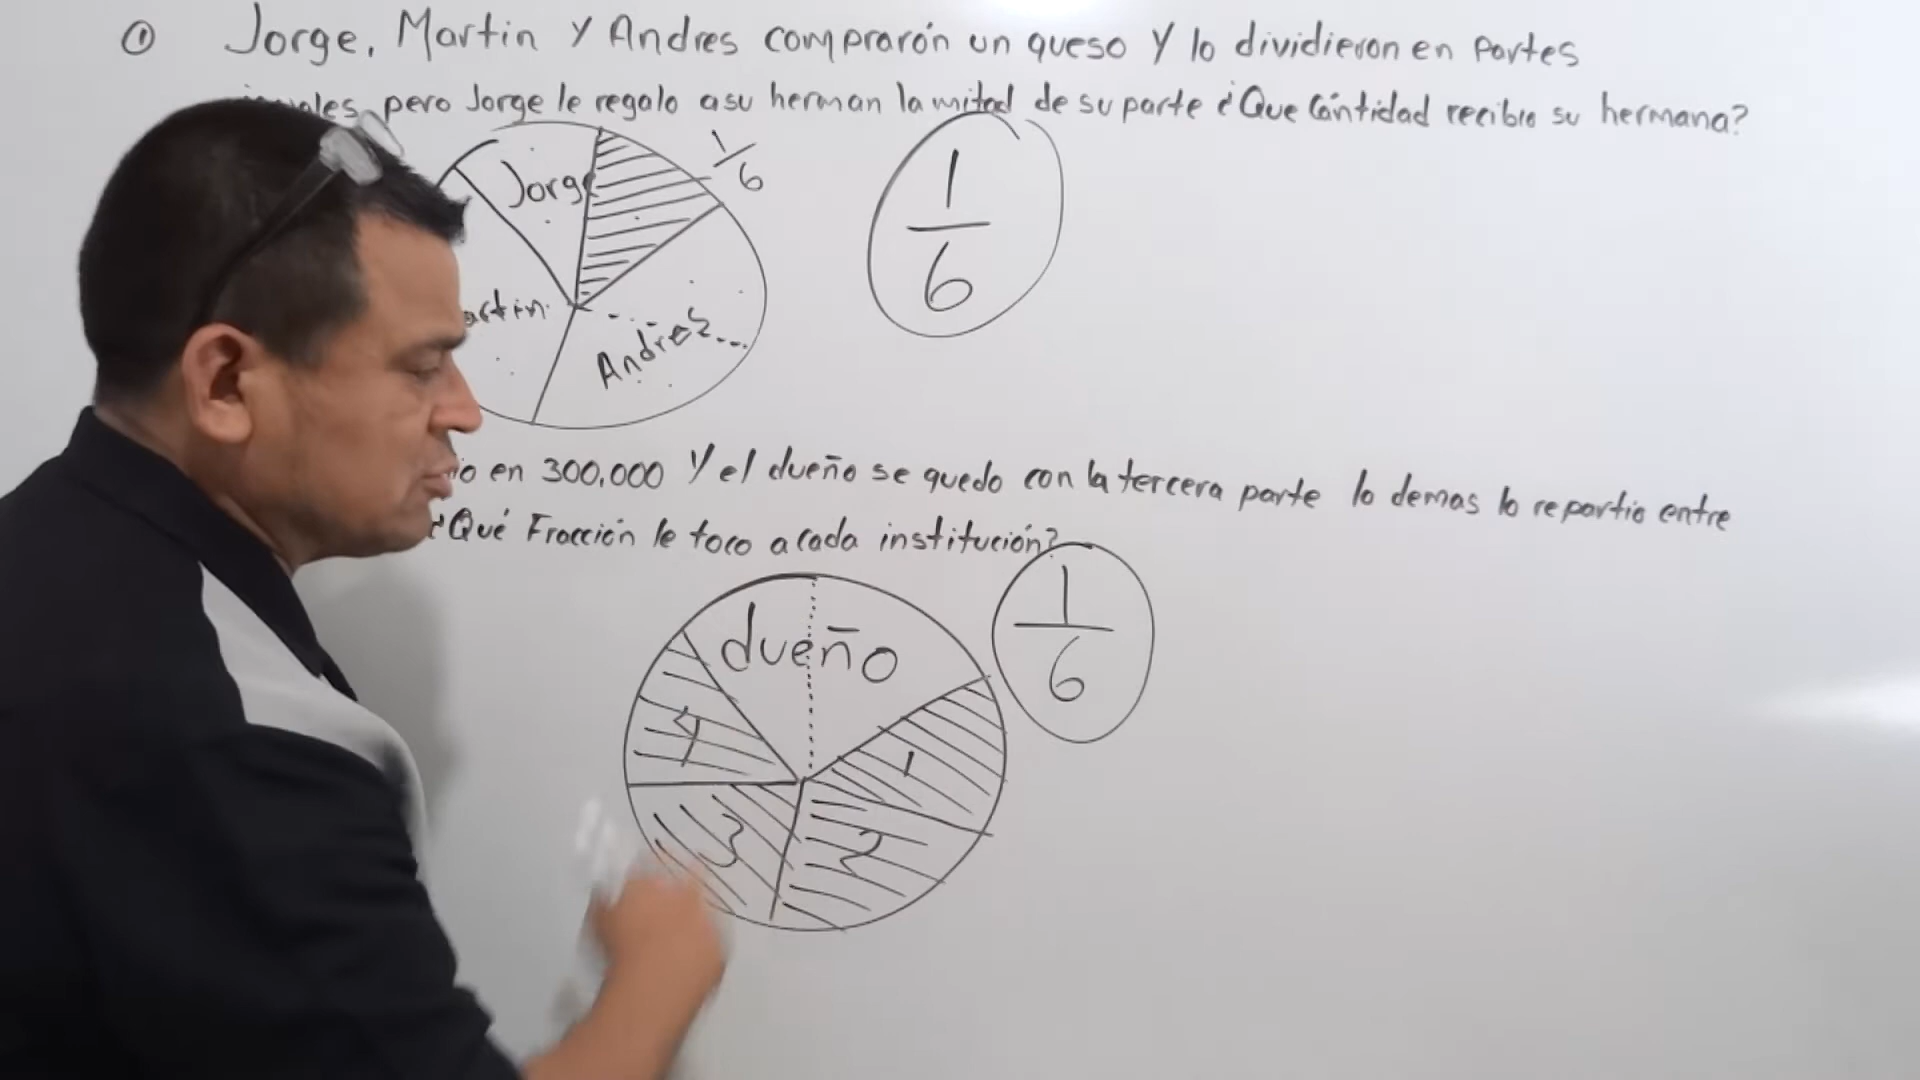 ① Jorge, Martin y Andres comprarón un queso y lo dividieron en partes
pero Jorge le regalo a su herman la mitad de su parte ¿Que Cántidad recibio su hermana?
Jorge
1/6
1/6
Andres
en 300.000 y el dueño se quedo con la tercera parte lo demas lo repartio entre
¿Qué Fracción le toco a cada institución?
dueño
1/6
4
1
3
2